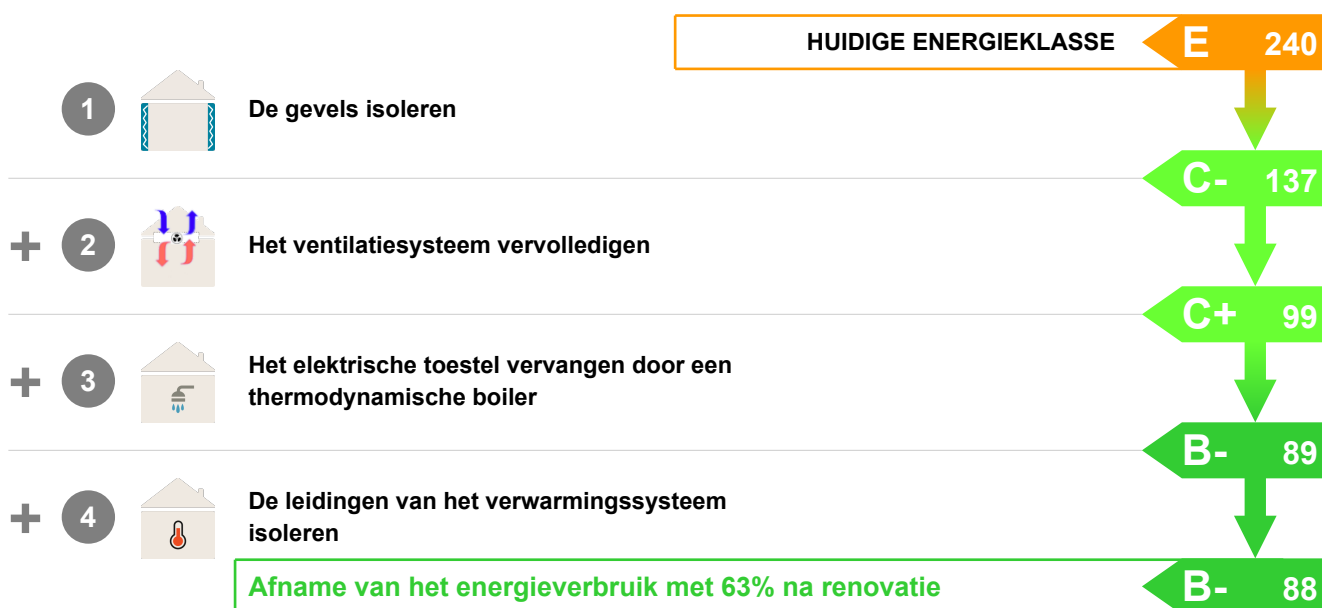 HUIDIGE ENERGIEKLASSE E 240
1 De gevels isoleren
C- 137
+ 2 Het ventilatiesysteem vervolledigen
C+ 99
+ 3 Het elektrische toestel vervangen door een
thermodynamische boiler
B- 89
+ 4 De leidingen van het verwarmingssysteem
isoleren
Afname van het energieverbruik met 63% na renovatie B- 88